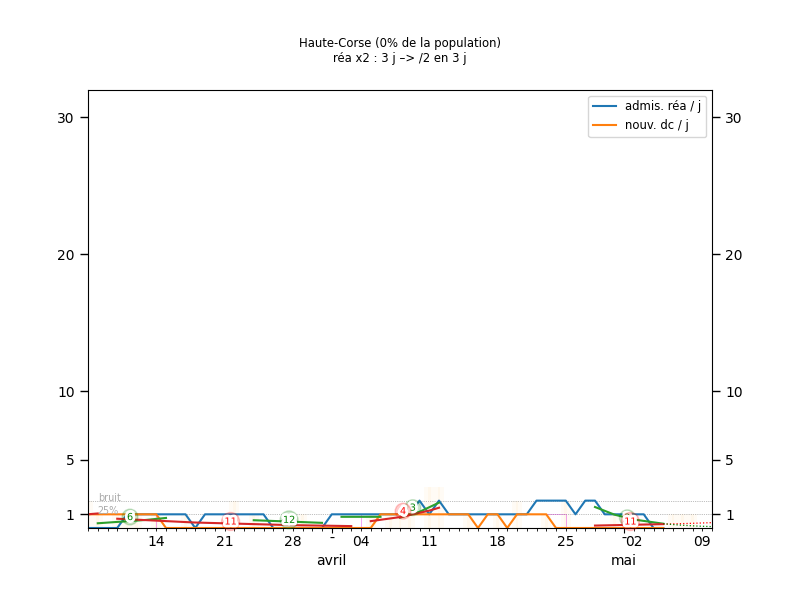 Haute-Corse (0% de la population)
réa x2 : 3 j –> /2 en 3 j
admis. réa / j
nouv. dc / j
30 30
20 20
10 10
5 5
1 1
bruit
25%
6 11 12 4 3 11
14 21 28 - 04 11 18 25 - 02 09
avril mai